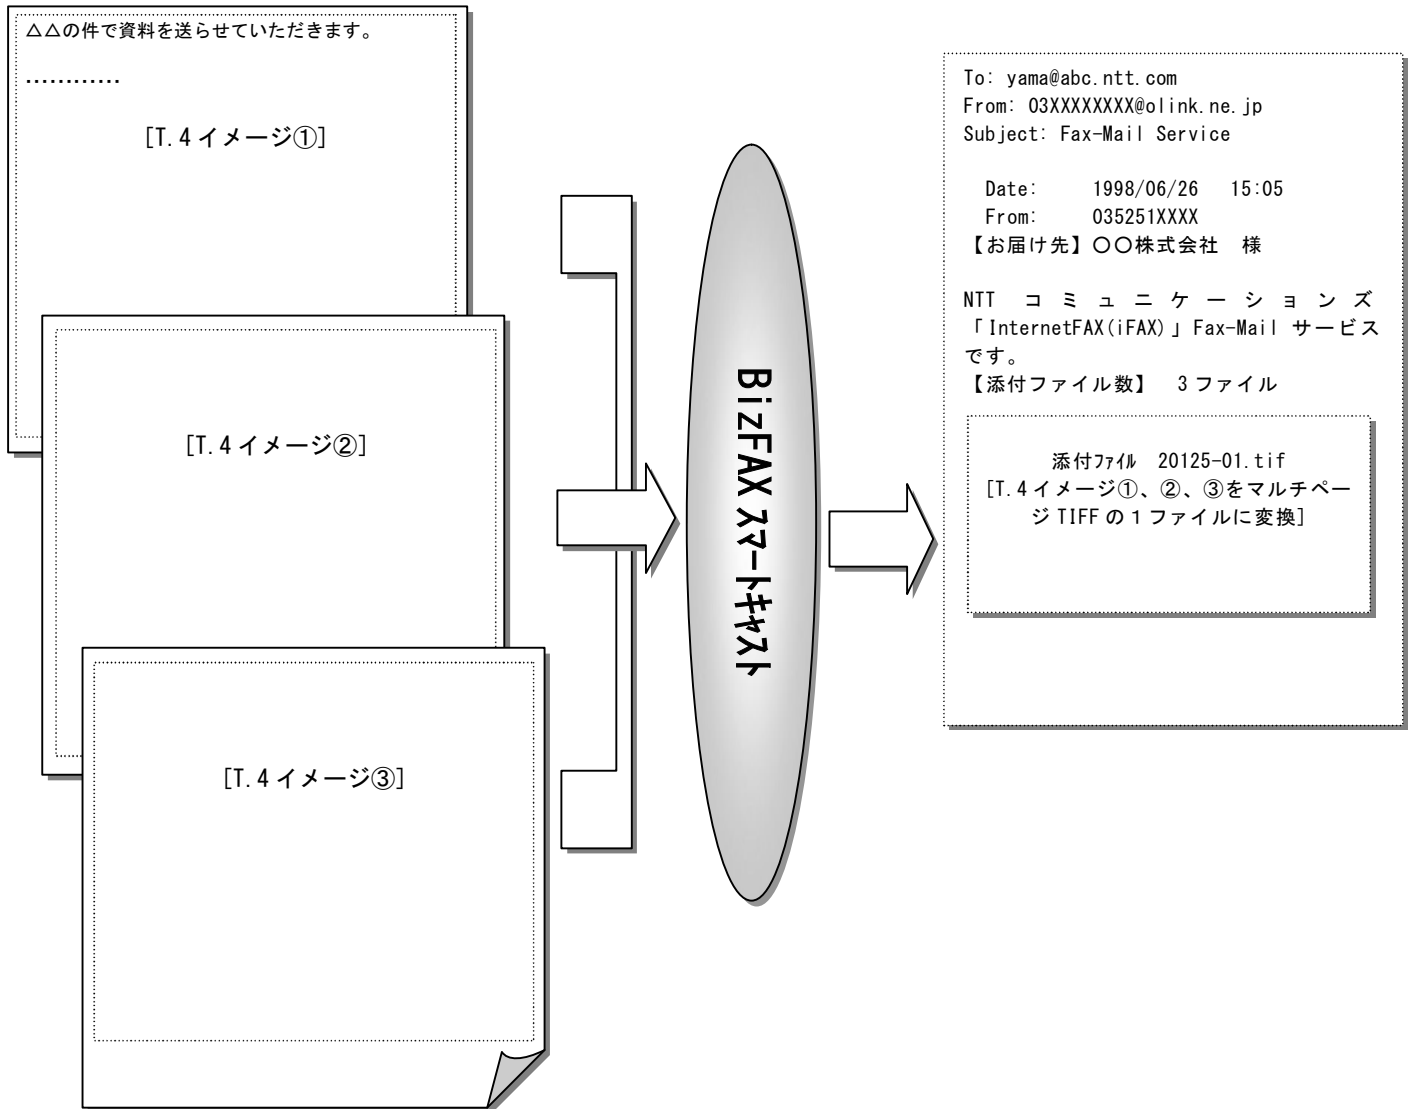 △△の件で資料を送らせていただきます。
…………
[T.4イメージ①]
[T.4イメージ②]
[T.4イメージ③]
BizFAX スマートキャスト
To: yama@abc.ntt.com
From: 03XXXXXXXX@olink.ne.jp
Subject: Fax-Mail Service
Date: 1998/06/26 15:05
From: 035251XXXX
【お届け先】〇〇株式会社 様
NTT コミュニケーションズ
「InternetFAX(iFAX)」Fax-Mail サービス
です。
【添付ファイル数】 3ファイル
添付ファイル 20125-01.tif
[T.4イメージ①、②、③をマルチペー
ジTIFFの1ファイルに変換]